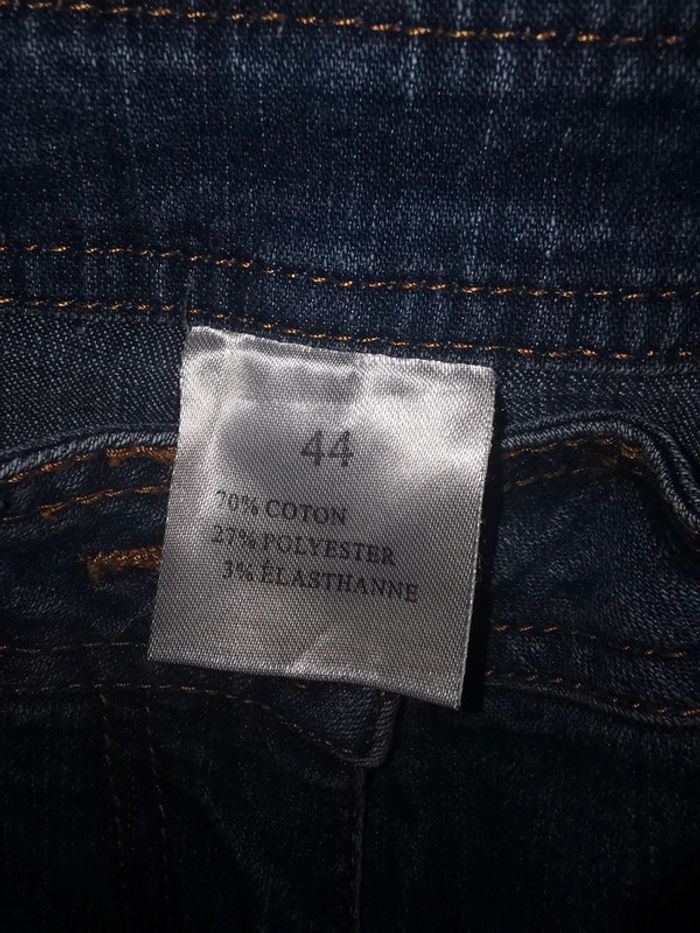 44
70% COTON
27% POLYESTER
3% ÉLASTHANNE